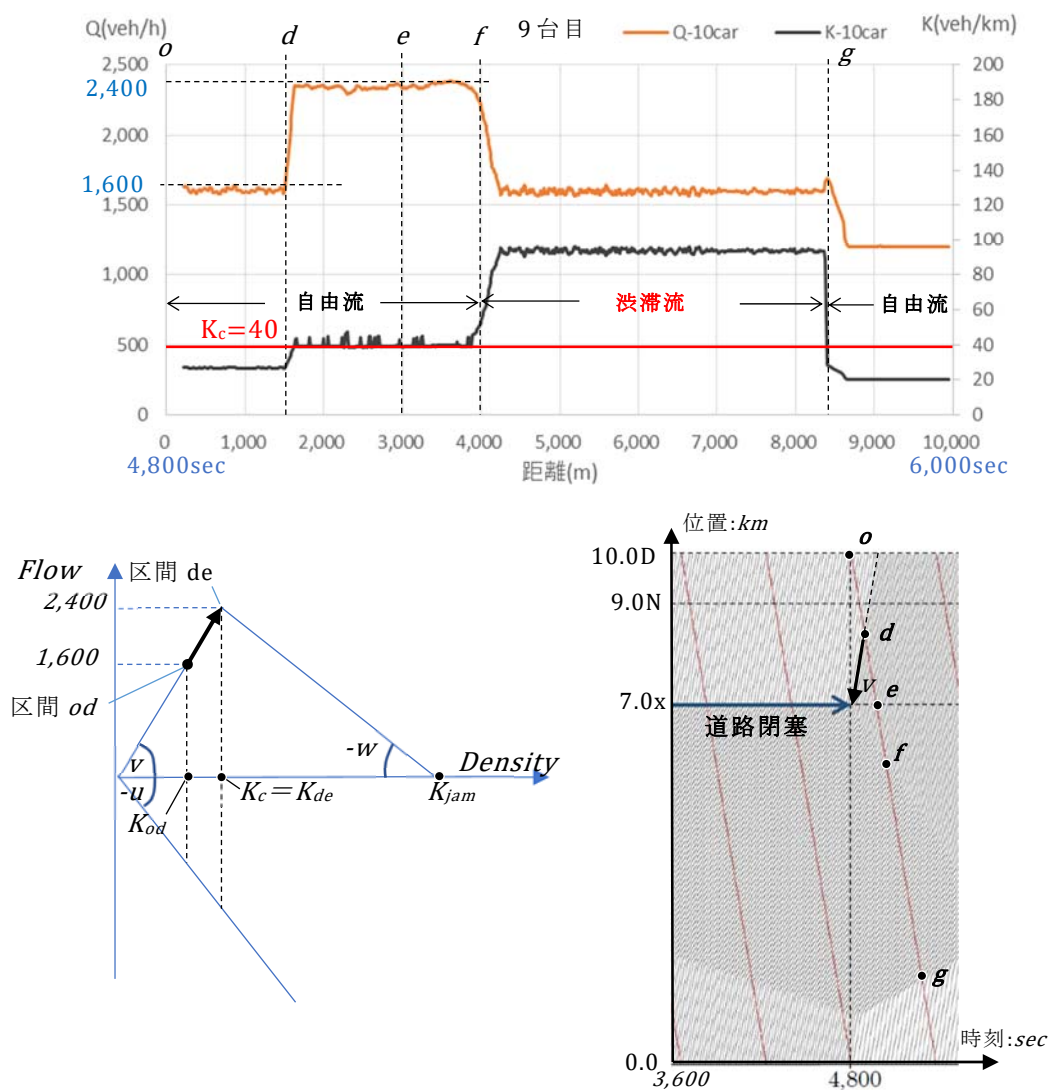 Q(veh/h) o d e f 9台目 Q-10car K-10car K(veh/km)
g
2,500 200
2,400 180
2,000 160
140
1,600 120
1,500 100
1,000 80
自由流 渋滞流 自由流
60
Kc=40
500 40
20
0 0
0 1,000 2,000 3,000 4,000 5,000 6,000 7,000 8,000 9,000 10,000
4,800sec 距離(m) 6,000sec
Flow 区間 de
2,400
1,600
区間 od
v -w Density
-u Kc=Kde Kjam
Kod
位置:km
o
10.0D
9.0N
d
v
7.0x e
道路閉塞
f
g
時刻:sec
0.0
3,600 4,800